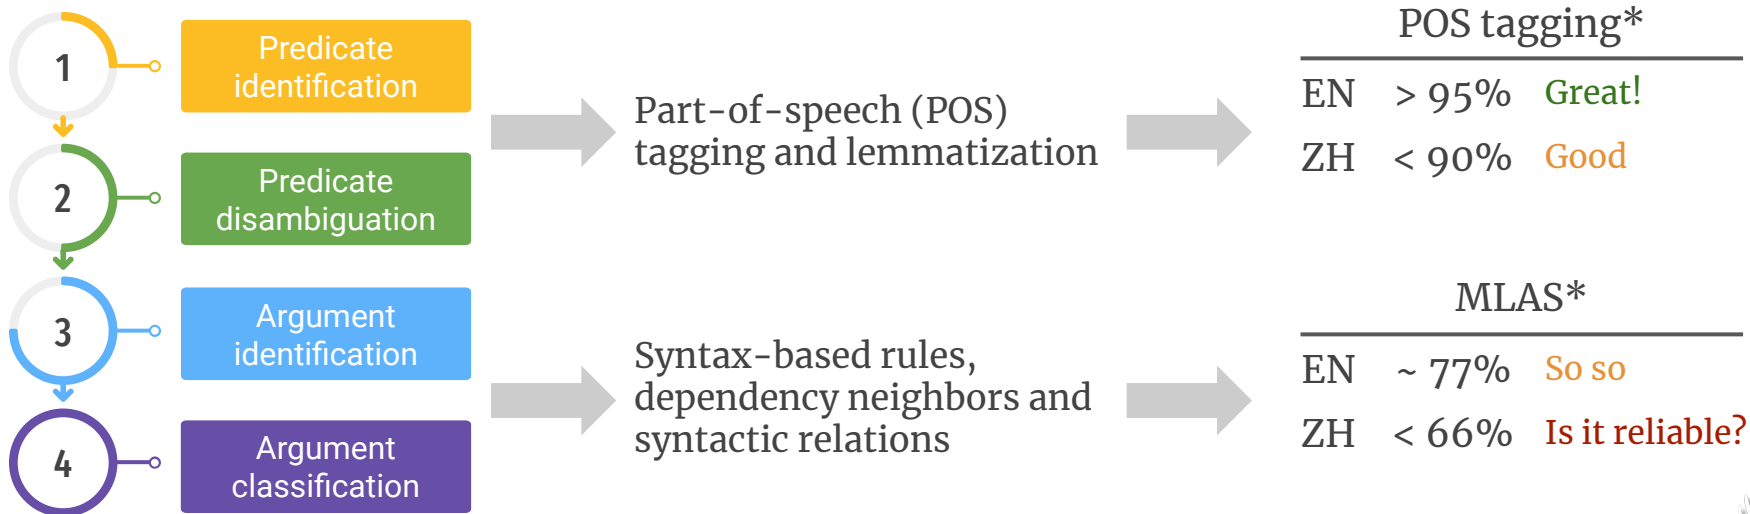 1
Predicate
identification
2
Predicate
disambiguation
3
Argument
identification
4
Argument
classification
Part-of-speech (POS)
tagging and lemmatization
Syntax-based rules,
dependency neighbors and
syntactic relations
POS tagging*
EN > 95% Great!
ZH < 90% Good
MLAS*
EN ~ 77% So so
ZH < 66% Is it reliable?